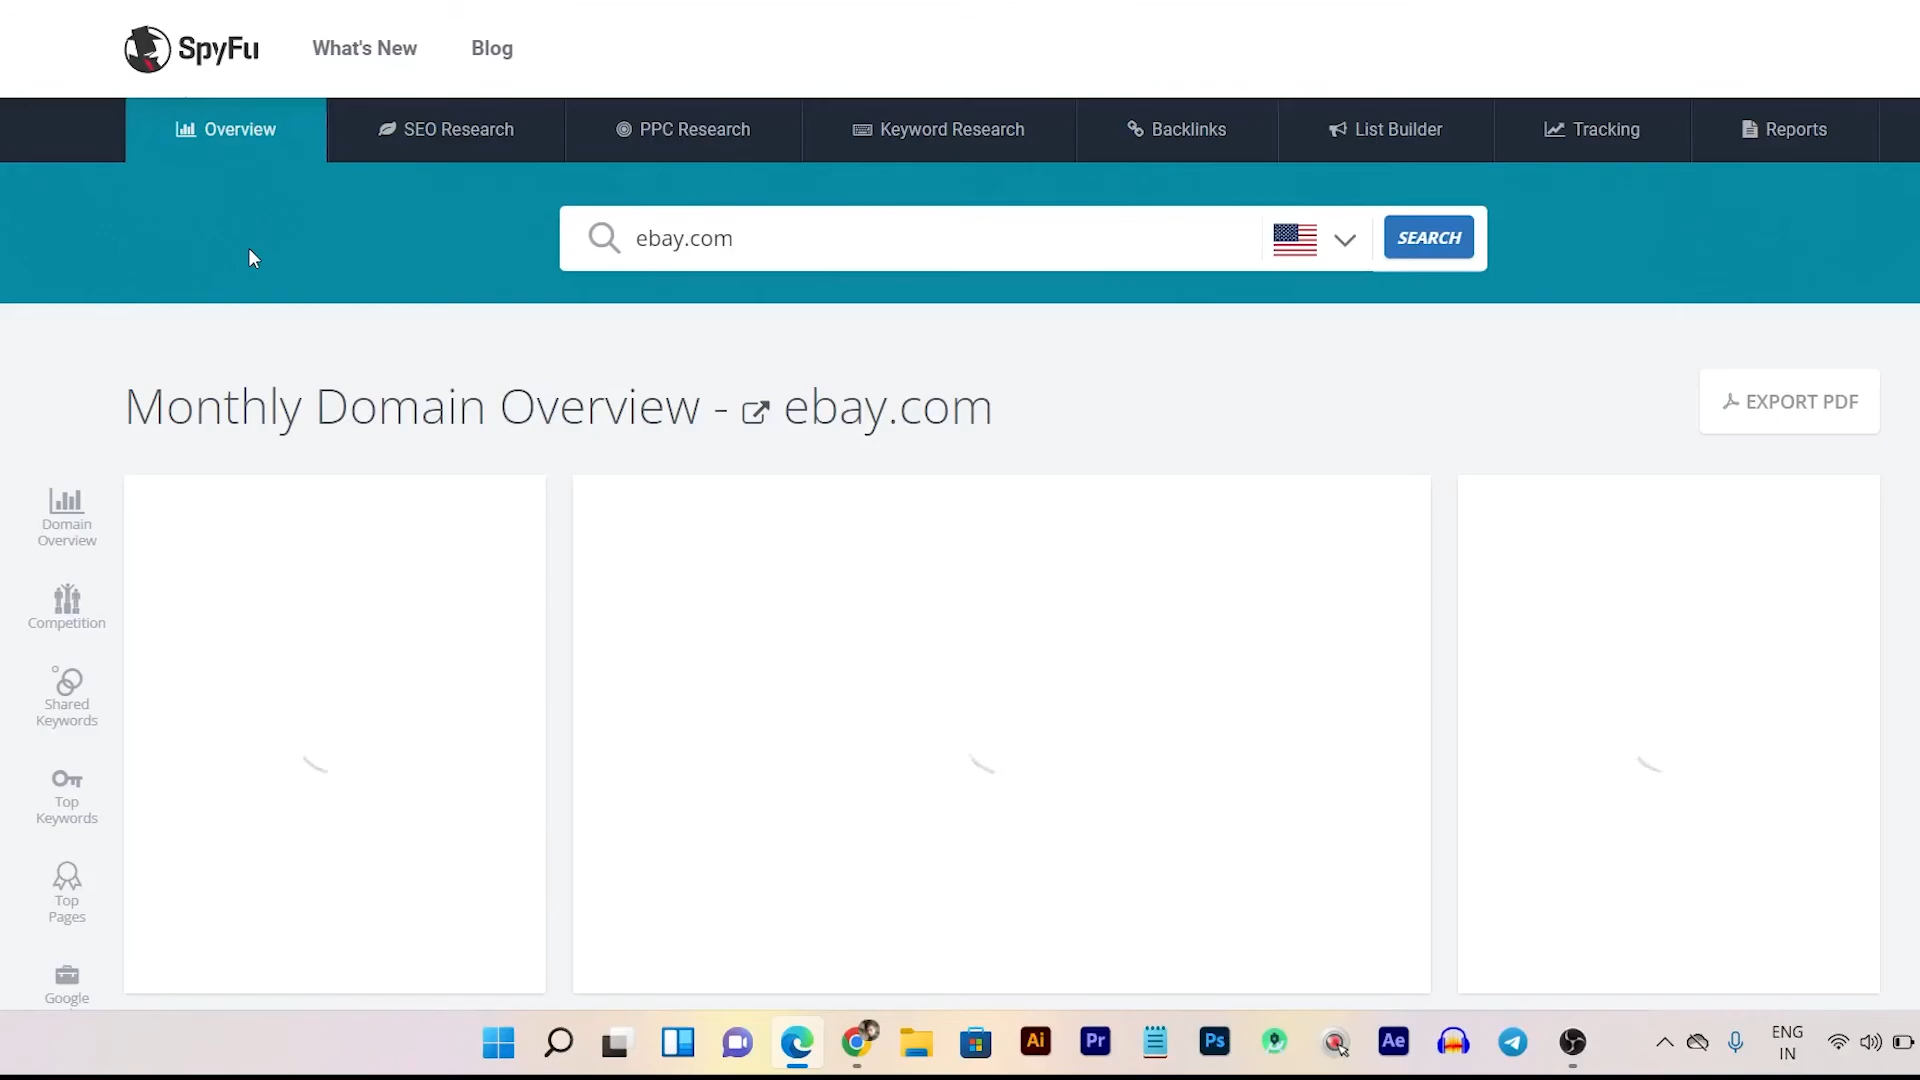 SpyFu What's New Blog
Overview SEO Research PPC Research Keyword Research Backlinks List Builder Tracking Reports
ebay.com SEARCH
Monthly Domain Overview - ebay.com EXPORT PDF
Domain
Overview
Competition
Shared
Keywords
Top
Keywords
Top
Pages
Google
Ai Pr Ps Ae
ENG
IN